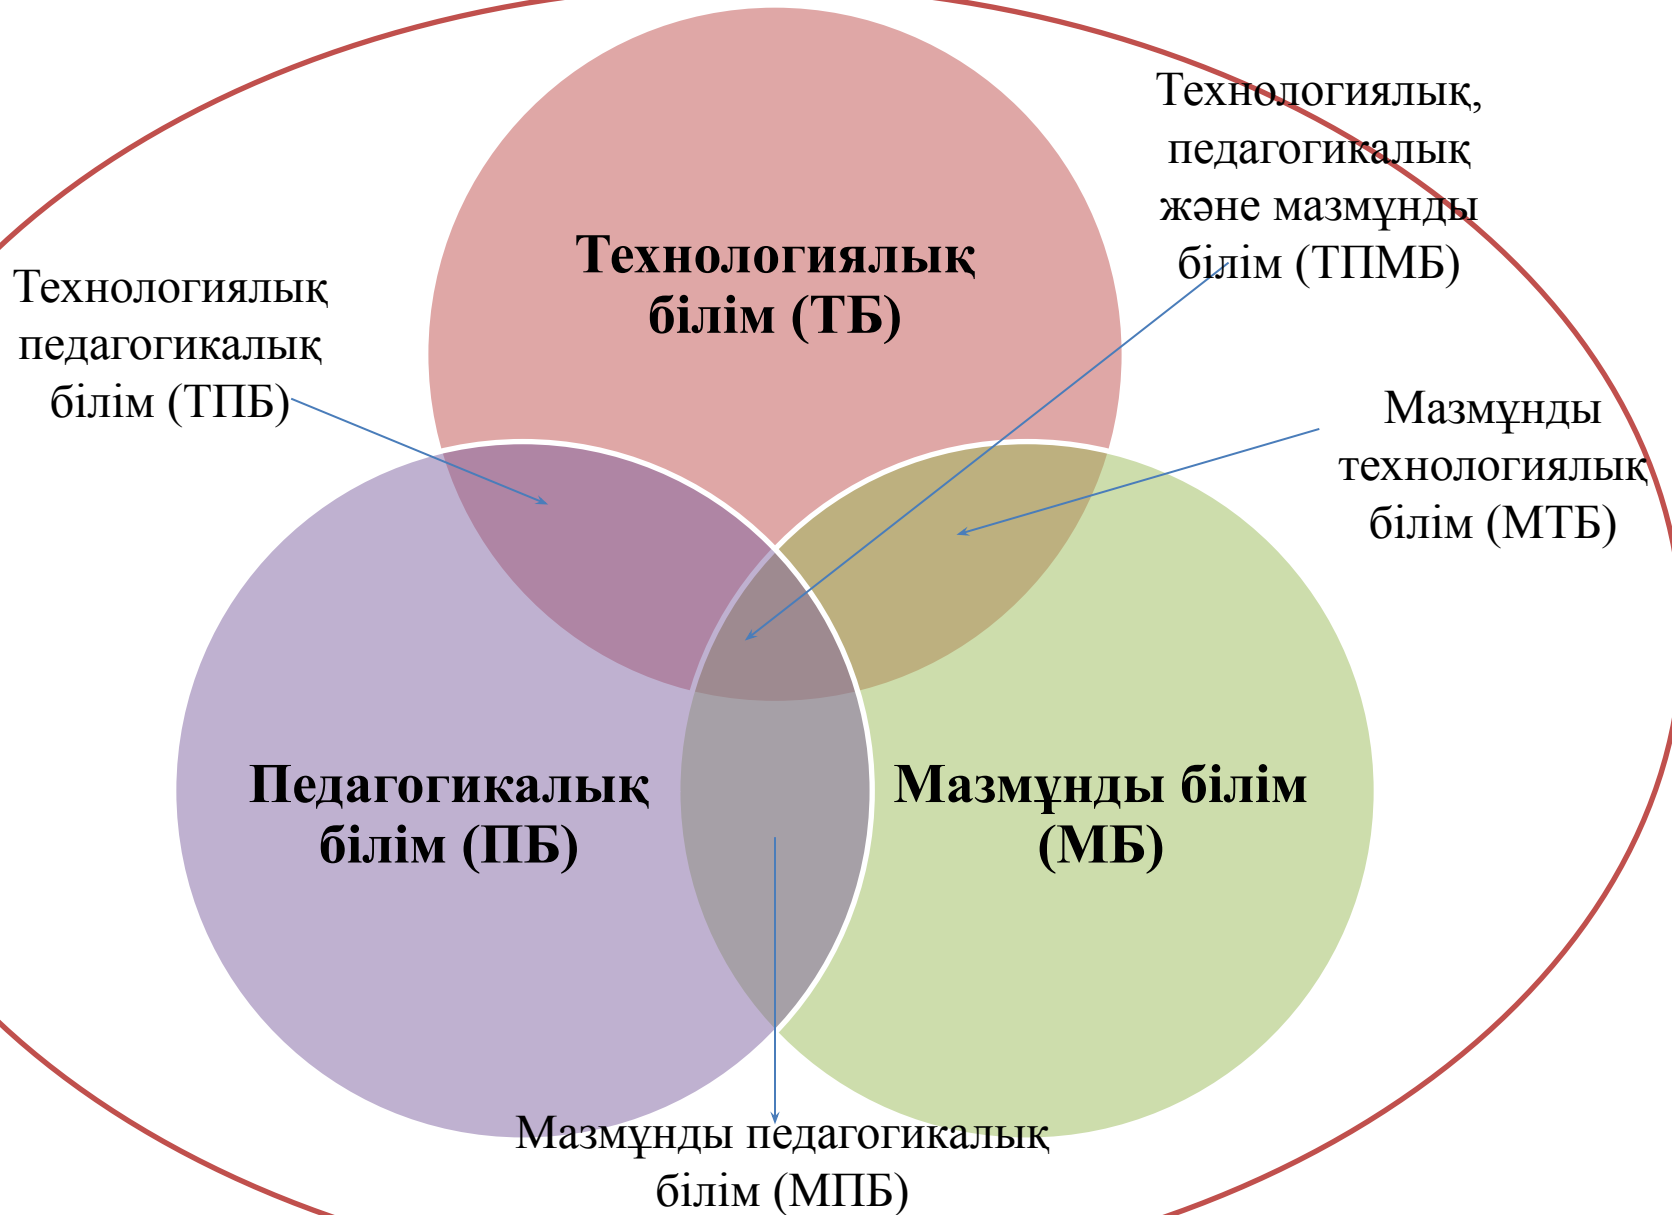 Технологиялық,
педагогикалық
және мазмұнды
білім (ТПМБ)
Технологиялық
білім (ТБ)
Технологиялық
педагогикалық
білім (ТПБ)
Мазмұнды
технологиялық
білім (МТБ)
Педагогикалық
білім (ПБ)
Мазмұнды білім
(МБ)
Мазмұнды педагогикалық
білім (МПБ)